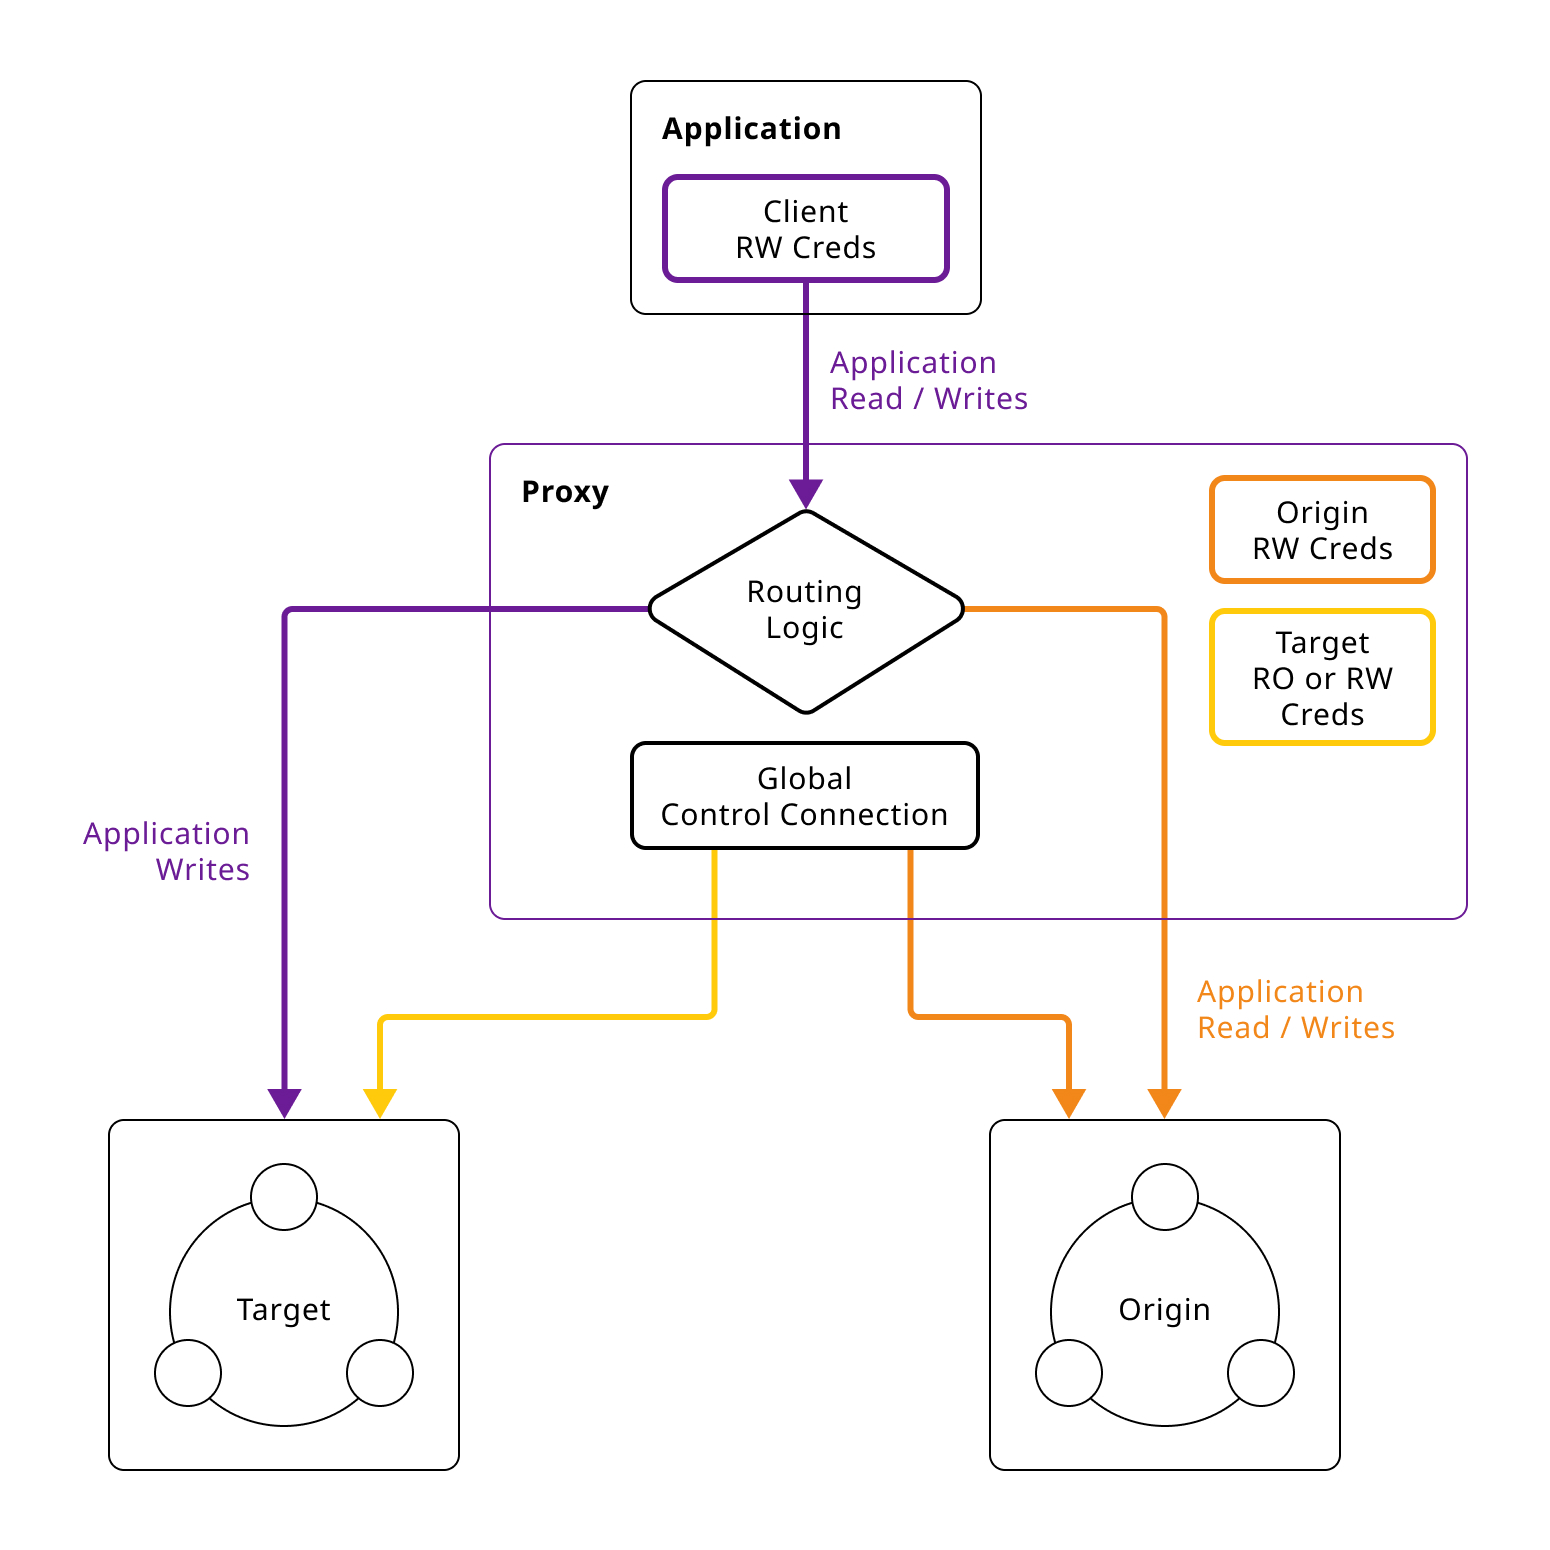 Application
Client
RW Creds
Application
Read / Writes
Proxy
Origin
RW Creds
Routing
Logic
Target
RO or RW
Creds
Global
Control Connection
Application
Writes
Application
Read / Writes
Target
Origin